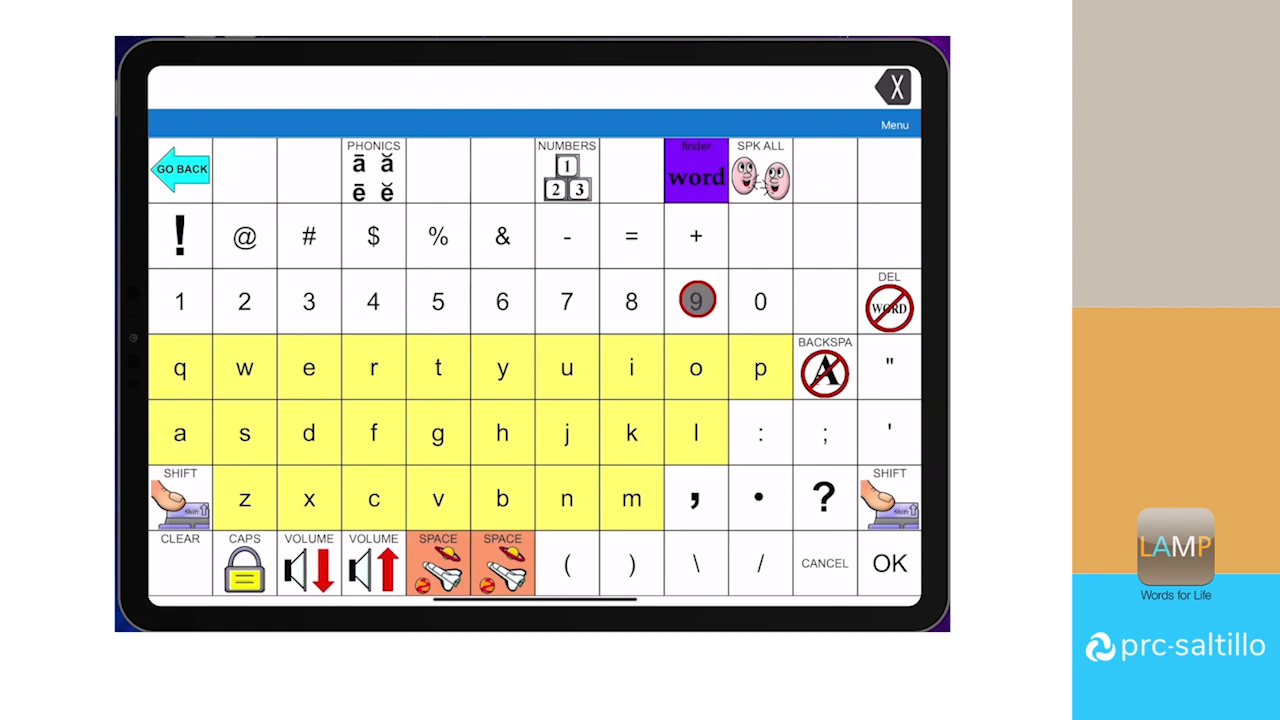 X
Menu
GO BACK
PHONICS
ā ă
ē ĕ
NUMBERS
1
2 3
finder
word
SPK ALL
! @ # $ % & - = +
1 2 3 4 5 6 7 8 9 0
DEL
WORD
q w e r t y u i o p
BACKSPA
A
"
a s d f g h j k l : ; '
SHIFT
Shift
z x c v b n m , . ?
SHIFT
Shift
CLEAR
CAPS
VOLUME
VOLUME
SPACE
SPACE
( ) \ /
CANCEL
OK
LAMP
Words for Life
prc-saltillo